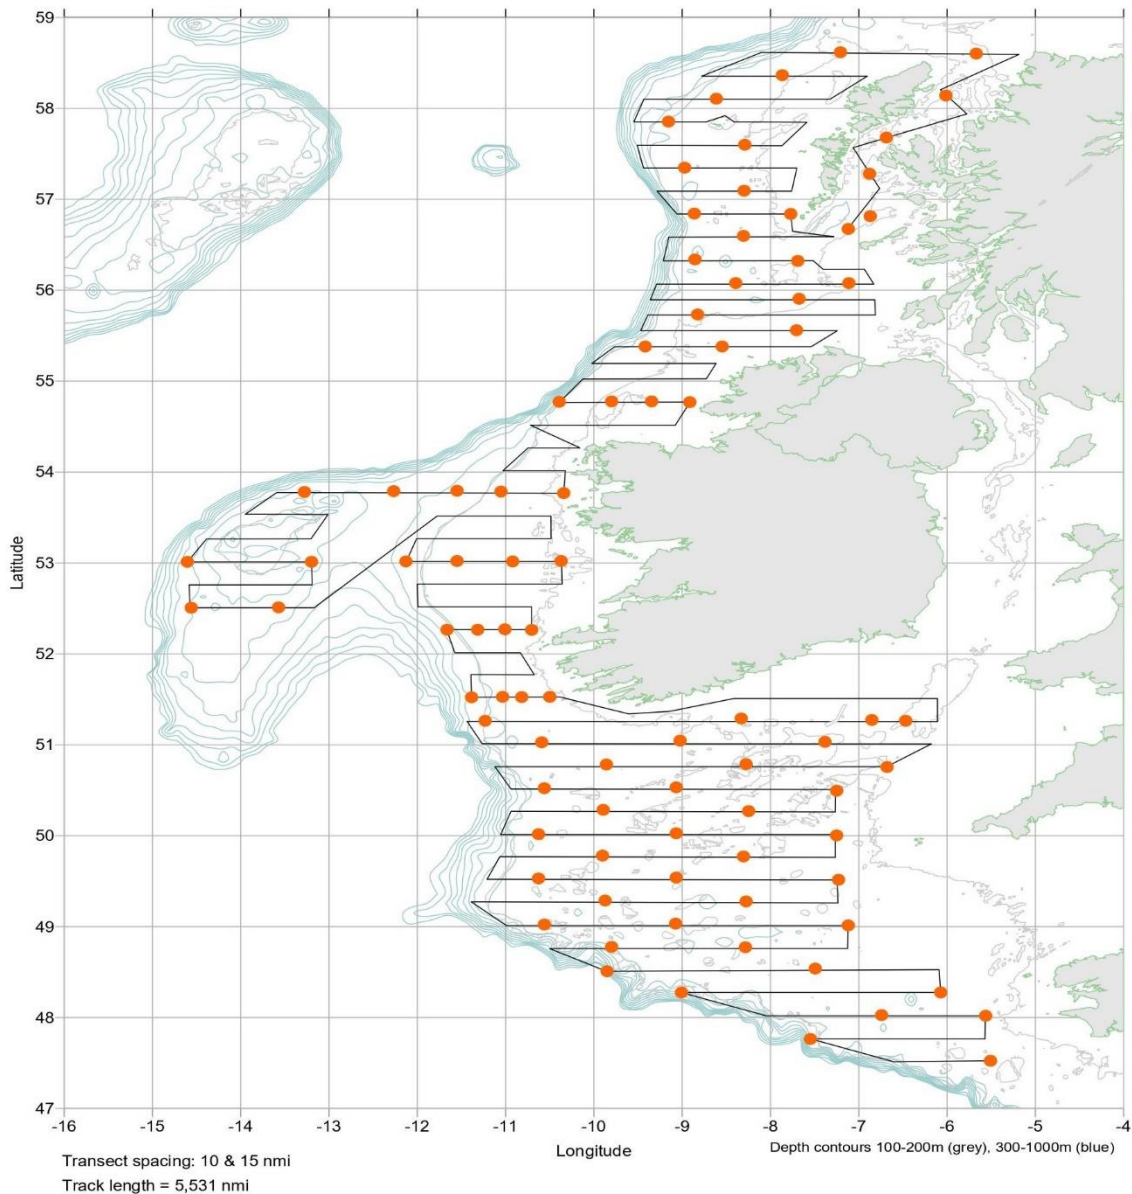 59
58
57
56
55
54
53
52
51
50
49
48
47
Latitude
-16 -15 -14 -13 -12 -11 -10 -9 -8 -7 -6 -5 -4
Longitude
Depth contours 100-200m (grey), 300-1000m (blue)
Transect spacing: 10 & 15 nmi
Track length = 5,531 nmi